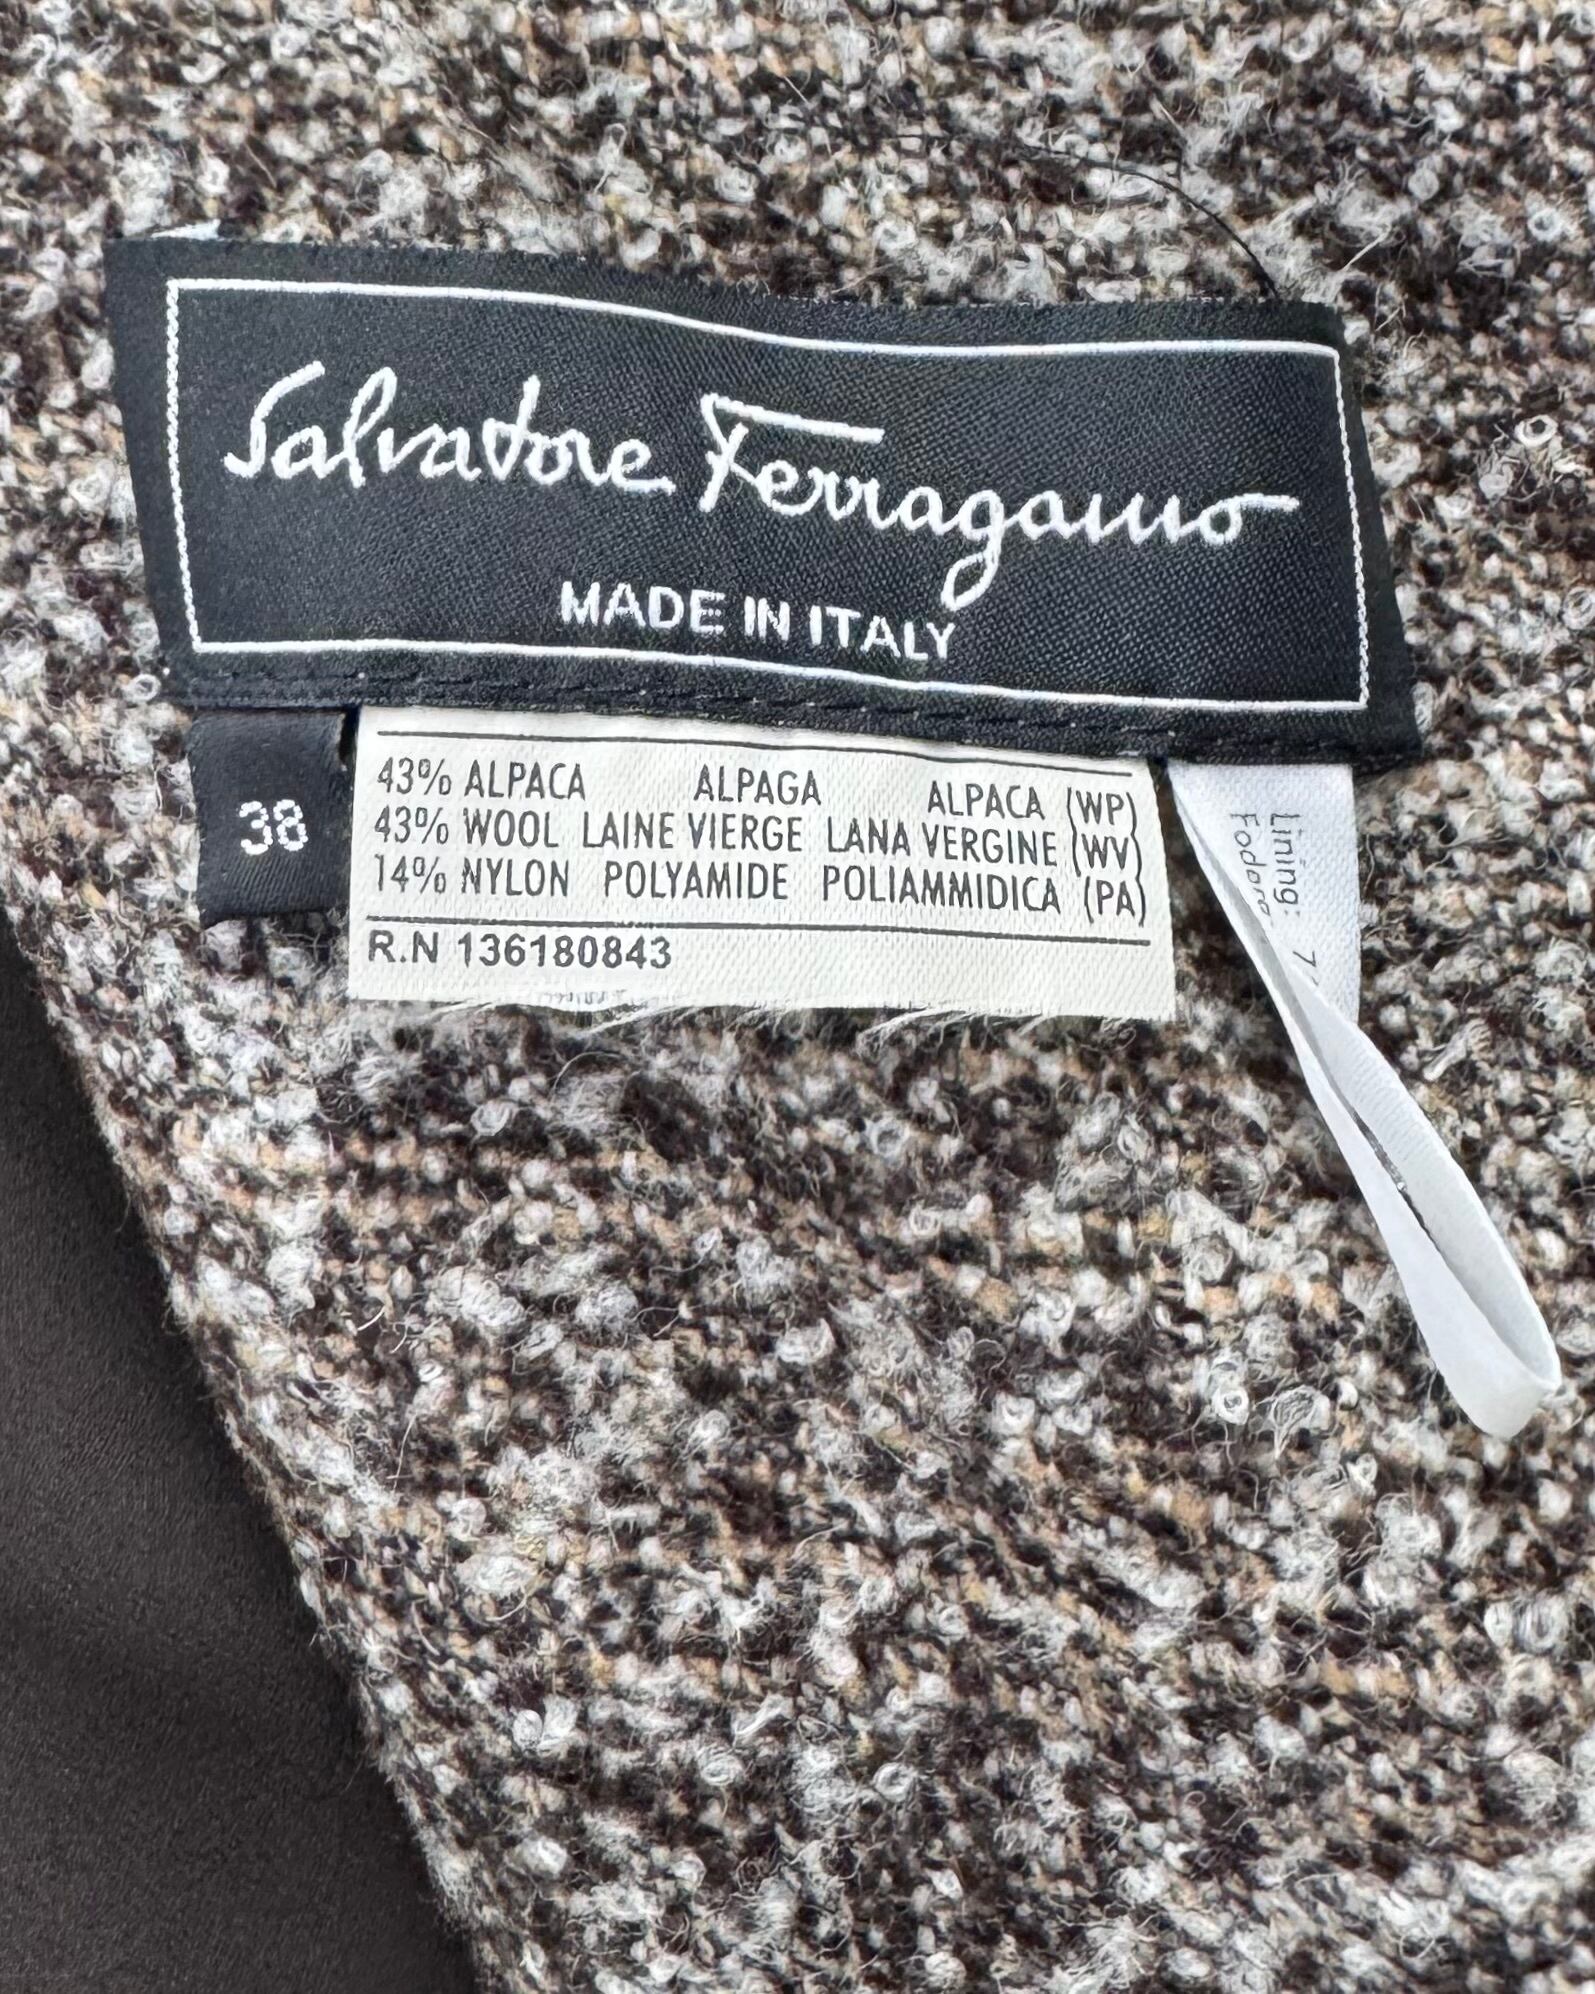 Salvatore Ferragamo
MADE IN ITALY
38
43% ALPACA ALPAGA ALPACA (WP)
43% WOOL LAINE VIERGE LANA VERGINE (WV)
14% NYLON POLYAMIDE POLIAMMIDICA (PA)
R.N 136180843
Lining: 7
Fodera